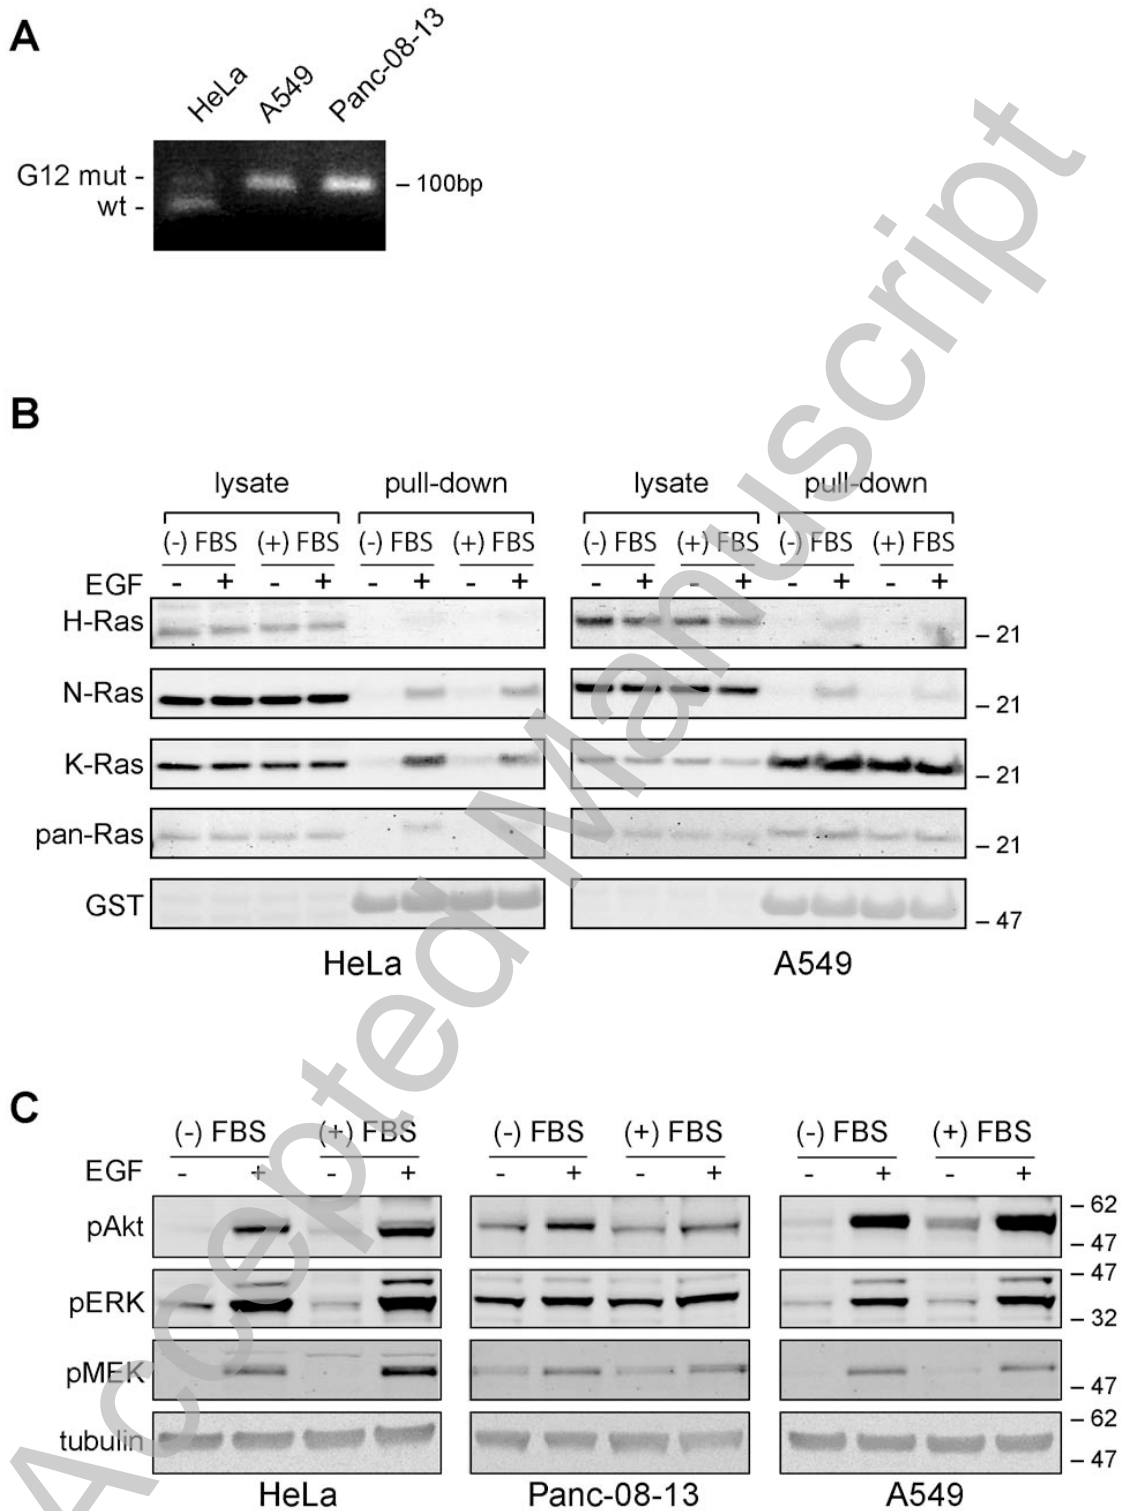 A
HeLa A549 Panc-08-13
G12 mut -
wt -
– 100bp
B
lysate pull-down lysate pull-down
(-) FBS (+) FBS (-) FBS (+) FBS (-) FBS (+) FBS (-) FBS (+) FBS
EGF - + - + - + - + - + - + - + - +
H-Ras – 21
N-Ras – 21
K-Ras – 21
pan-Ras – 21
GST – 47
HeLa A549
C
(-) FBS (+) FBS (-) FBS (+) FBS (-) FBS (+) FBS
EGF - + - + - + - + - + - +
pAkt – 62
– 47
pERK – 47
– 32
pMEK – 47
tubulin – 62
– 47
HeLa Panc-08-13 A549
Accepted Manuscript